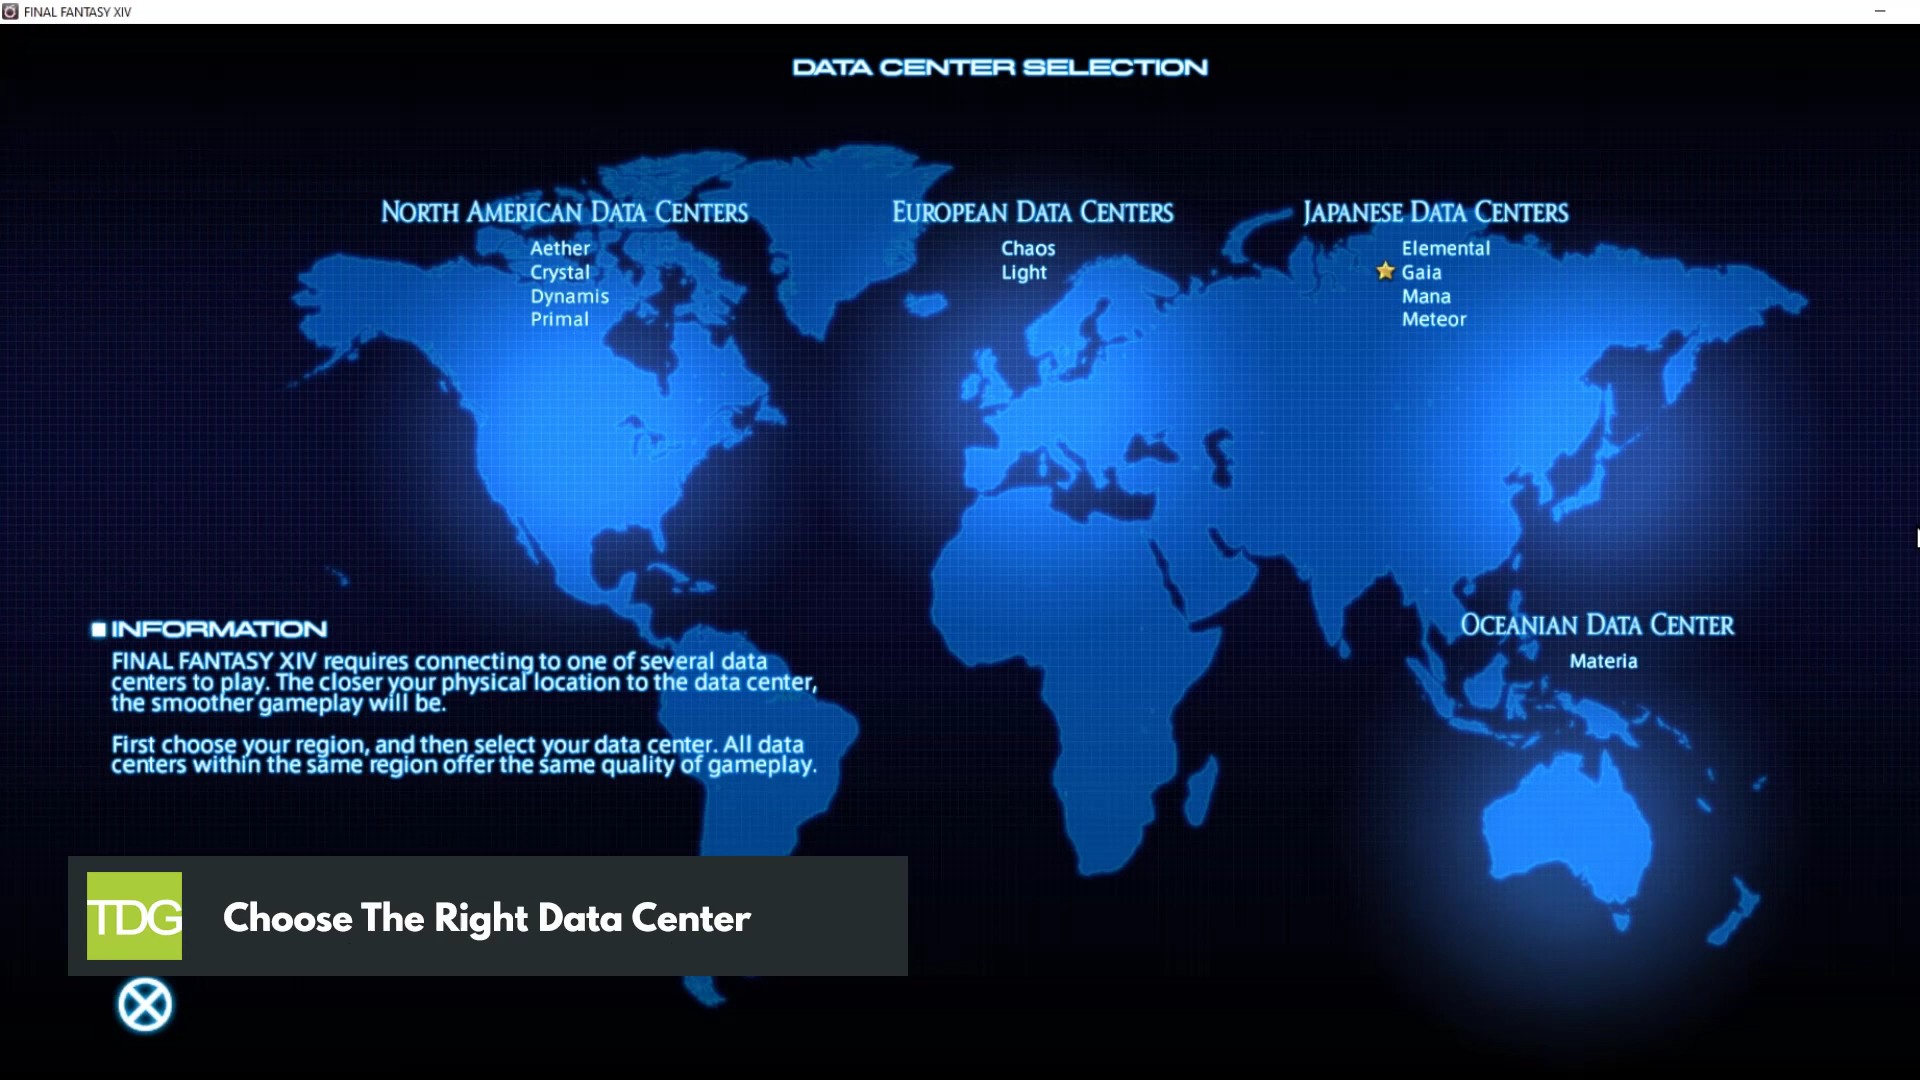 FINAL FANTASY XIV
DATA CENTER SELECTION
NORTH AMERICAN DATA CENTERS
Aether
Crystal
Dynamis
Primal
EUROPEAN DATA CENTERS
Chaos
Light
JAPANESE DATA CENTERS
Elemental
Gaia
Mana
Meteor
OCEANIAN DATA CENTER
Materia
INFORMATION
FINAL FANTASY XIV requires connecting to one of several data
centers to play. The closer your physical location to the data center,
the smoother gameplay will be.
First choose your region, and then select your data center. All data
centers within the same region offer the same quality of gameplay.
TDG
Choose The Right Data Center